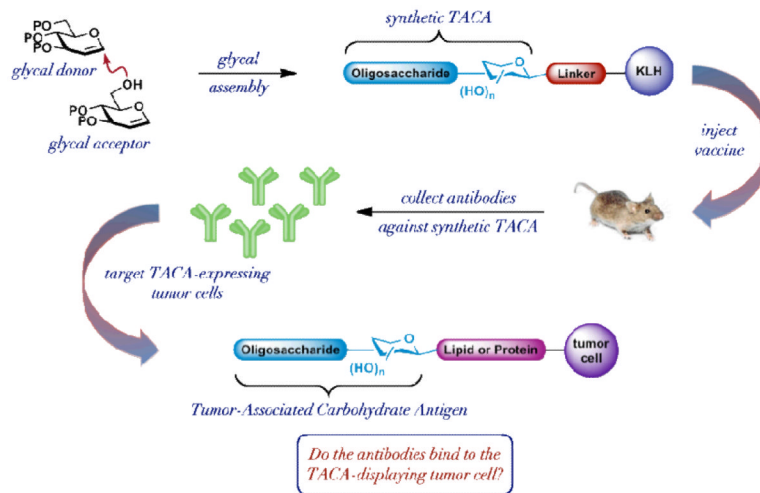 synthetic TACA
PO
PO
PO
O
glycal donor
OH
O
PO
PO
glycal acceptor
glycal
assembly
Oligosaccharide
O
(HO)n
Linker
KLH
inject
vaccine
collect antibodies
against synthetic TACA
target TACA-expressing
tumor cells
Oligosaccharide
O
(HO)n
Lipid or Protein
tumor
cell
Tumor-Associated Carbohydrate Antigen
Do the antibodies bind to the
TACA-displaying tumor cell?